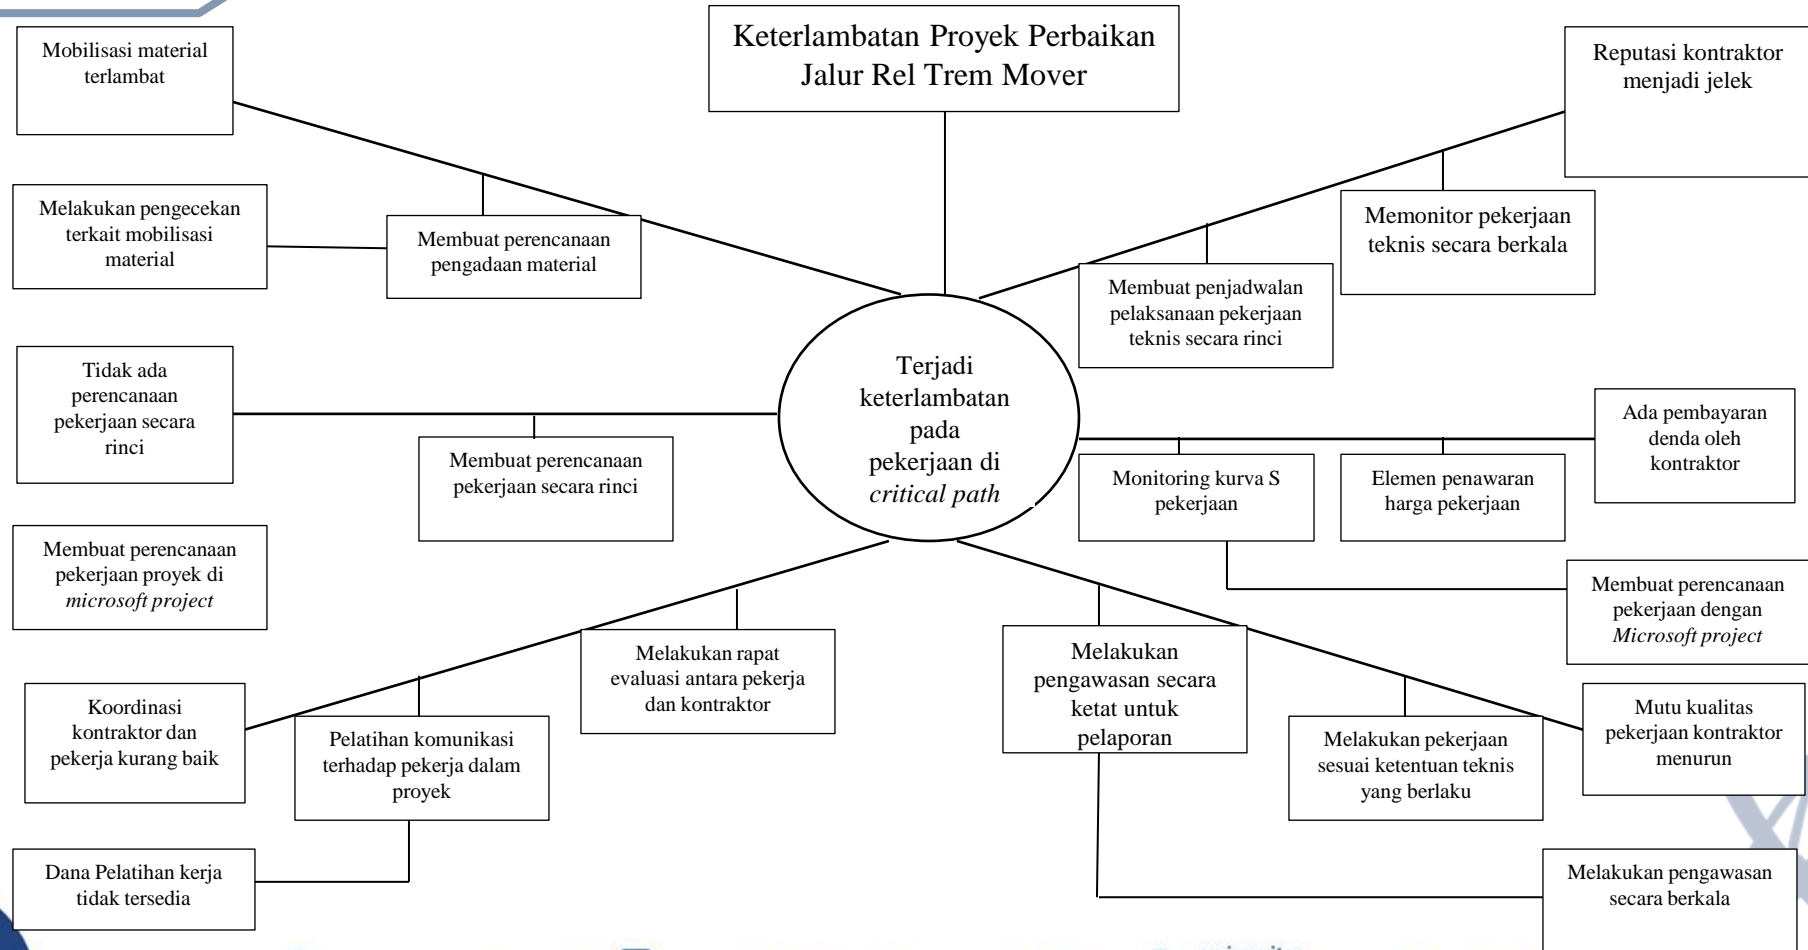 Keterlambatan Proyek Perbaikan
Jalur Rel Trem Mover
Mobilisasi material
terlambat
Reputasi kontraktor
menjadi jelek
Melakukan pengecekan
terkait mobilisasi
material
Membuat perencanaan
pengadaan material
Memonitor pekerjaan
teknis secara berkala
Membuat penjadwalan
pelaksanaan pekerjaan
teknis secara rinci
Tidak ada
perencanaan
pekerjaan secara
rinci
Membuat perencanaan
pekerjaan secara rinci
Terjadi
keterlambatan
pada
pekerjaan di
critical path
Ada pembayaran
denda oleh
kontraktor
Monitoring kurva S
pekerjaan
Elemen penawaran
harga pekerjaan
Membuat perencanaan
pekerjaan proyek di
microsoft project
Membuat perencanaan
pekerjaan dengan
Microsoft project
Melakukan rapat
evaluasi antara pekerja
dan kontraktor
Melakukan
pengawasan secara
ketat untuk
pelaporan
Koordinasi
kontraktor dan
pekerja kurang baik
Pelatihan komunikasi
terhadap pekerja dalam
proyek
Melakukan pekerjaan
sesuai ketentuan teknis
yang berlaku
Mutu kualitas
pekerjaan kontraktor
menurun
Dana Pelatihan kerja
tidak tersedia
Melakukan pengawasan
secara berkala